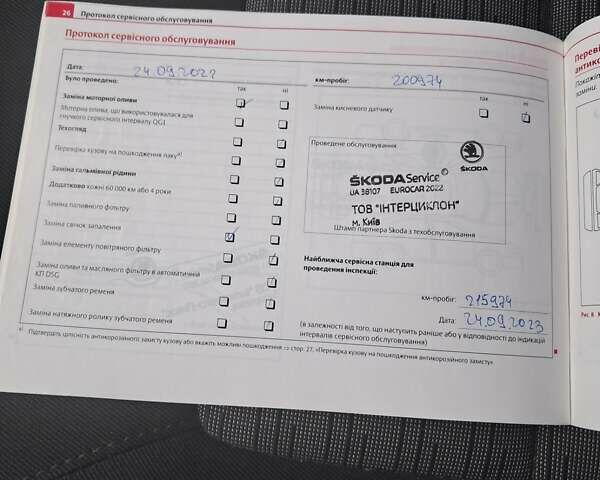 26 Протокол сервісного обслуговування
Протокол сервісного обслуговування
Дата: 24.09.2022
Було проведено:
так ні
Заміна моторної оливи
Моторна олива, що використовувалася для
гнучкого сервісного інтервалу QG1
Техогляд
Перевірка кузову на пошкодження лаку а)
Заміна гальмівної рідини
Додатково кожні 60 000 км або 4 роки
Заміна паливного фільтру
Заміна свічок запалення
Заміна елементу повітряного фільтру
Заміна оливи та масляного фільтру в автоматичній
КП DSG
Заміна зубчатого ременя
Заміна натяжного ролику зубчатого ременя
км-пробіг: 200974
так ні
Заміна кисневого датчику
Проведене обслуговування
ŠKODA
ŠKODA Service©
UA 38107 EUROCAR 2022
ТОВ "ІНТЕРЦИКЛОН"
м. Київ
Штамп партнера Skoda з техобслуговування
Найближча сервісна станція для
проведення інспекції:
км-пробіг: 215974
Дата: 24.09.2023
(в залежності від того, що наступить раніше або у відповідності до індикації
інтервалів сервісного обслуговування)
а) Підтвердіть цілісність антикорозійного захисту кузову або вкажіть можливи пошкодження ⇒ стор. 27, «Перевірка кузову на пошкодження антикорозійного захисту».
Рис. 8